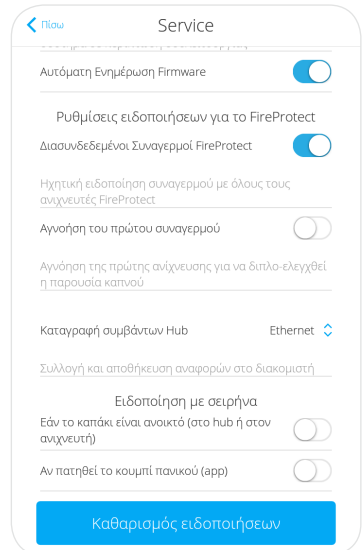 Πίσω
Service
Αυτόματη Ενημέρωση Firmware
Ρυθμίσεις ειδοποιήσεων για το FireProtect
Διασυνδεδεμένοι Συναγερμοί FireProtect
Ηχητική ειδοποίηση συναγερμού με όλους τους
ανιχνευτές FireProtect
Αγνοήση του πρώτου συναγερμού
Αγνόηση της πρώτης ανίχνευσης για να διπλο-ελεγχθεί
η παρουσία καπνού
Καταγραφή συμβάντων Hub
Ethernet
Συλλογή και αποθήκευση αναφορών στο διακομιστή
Ειδοποίηση με σειρήνα
Εάν το καπάκι είναι ανοικτό (στο hub ή στον
ανιχνευτή)
Αν πατηθεί το κουμπί πανικού (app)
Καθαρισμός ειδοποιήσεων